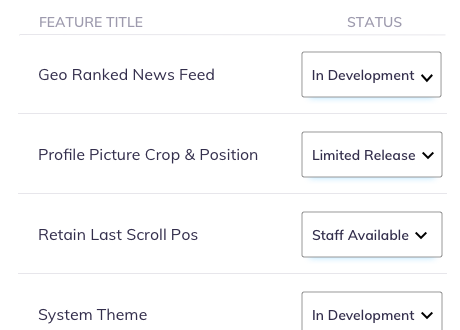 FEATURE TITLE STATUS
Geo Ranked News Feed In Development
Profile Picture Crop & Position Limited Release
Retain Last Scroll Pos Staff Available
System Theme In Development